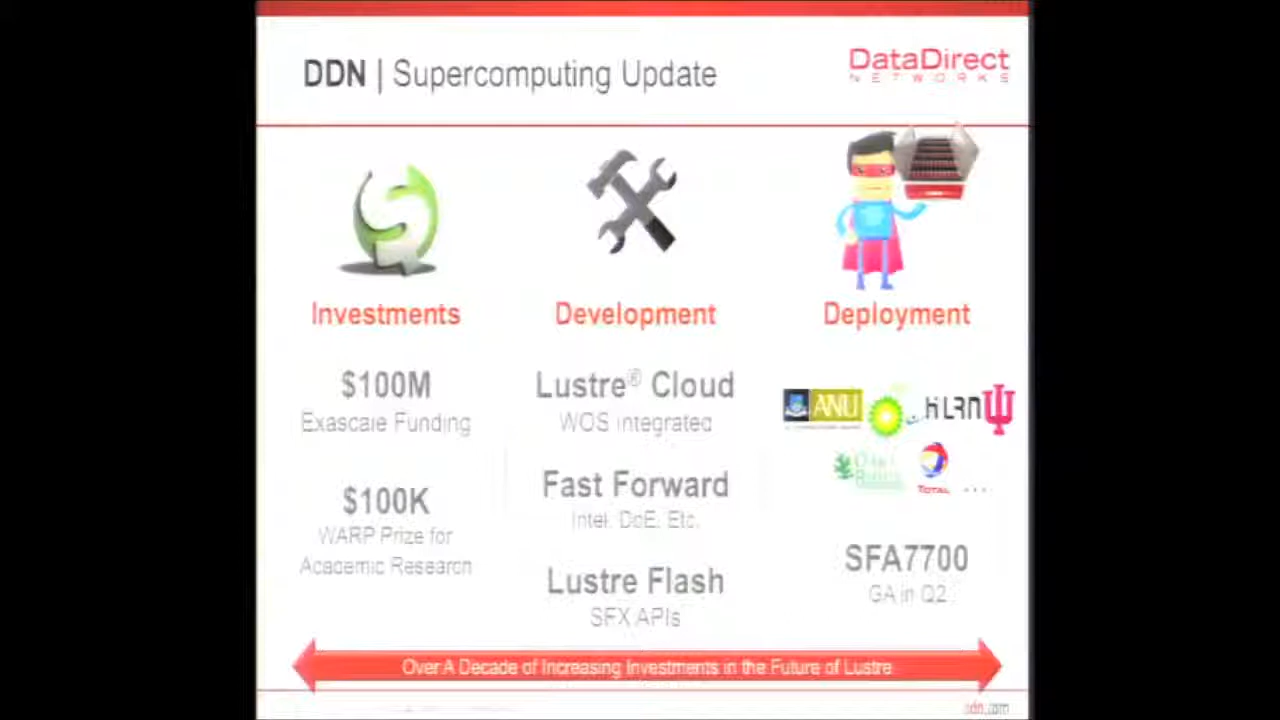 DDN | Supercomputing Update
DataDirect
NETWORKS
Investments
$100M
Exascale Funding
$100K
WARP Prize for
Academic Research
Development
Lustre® Cloud
WOS integrated
Fast Forward
Intel, DoE, Etc.
Lustre Flash
SFX APIs
Deployment
ANU
HLRN
TOTAL
...
SFA7700
GA in Q2
Over A Decade of Increasing Investments in the Future of Lustre
ddn.com